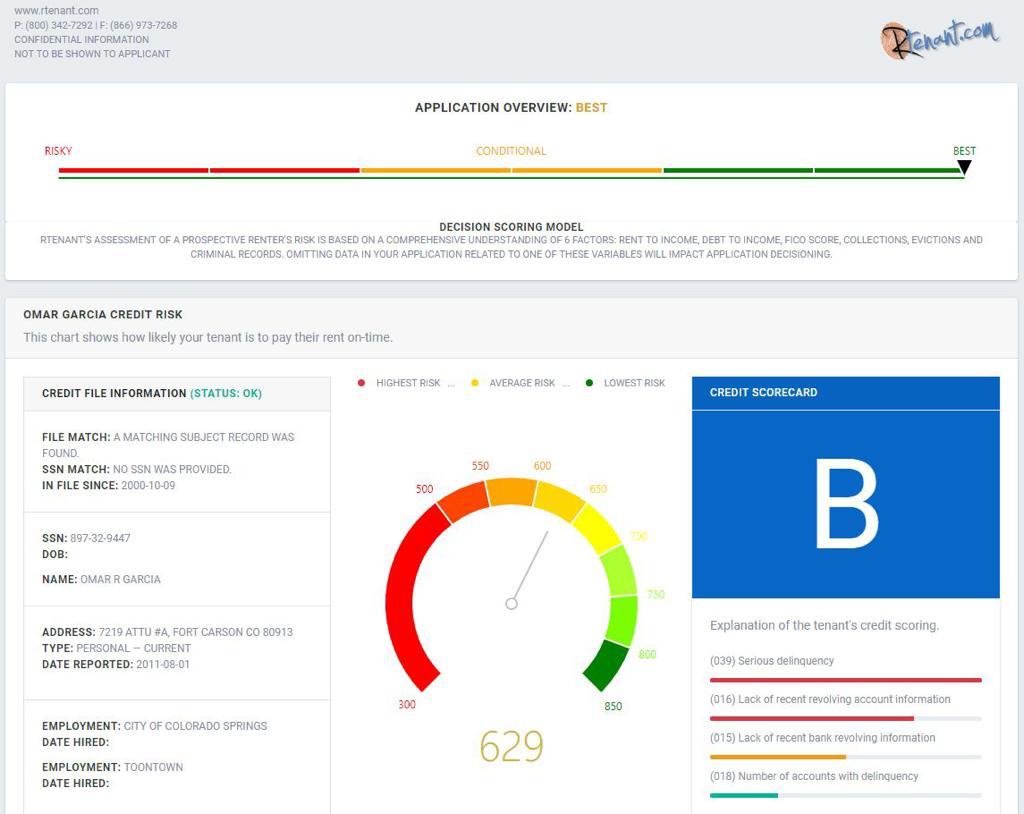 www.rtenant.com
P: (800) 342-7292 | F: (866) 973-7268
CONFIDENTIAL INFORMATION
NOT TO BE SHOWN TO APPLICANT
Rtenant.com
APPLICATION OVERVIEW: BEST
RISKY
CONDITIONAL
BEST
DECISION SCORING MODEL
RTENANT'S ASSESSMENT OF A PROSPECTIVE RENTER'S RISK IS BASED ON A COMPREHENSIVE UNDERSTANDING OF 6 FACTORS: RENT TO INCOME, DEBT TO INCOME, FICO SCORE, COLLECTIONS, EVICTIONS AND
CRIMINAL RECORDS. OMITTING DATA IN YOUR APPLICATION RELATED TO ONE OF THESE VARIABLES WILL IMPACT APPLICATION DECISIONING.
OMAR GARCIA CREDIT RISK
This chart shows how likely your tenant is to pay their rent on-time.
CREDIT FILE INFORMATION (STATUS: OK)
FILE MATCH: A MATCHING SUBJECT RECORD WAS
FOUND.
SSN MATCH: NO SSN WAS PROVIDED.
IN FILE SINCE: 2000-10-09
SSN: 897-32-9447
DOB:
NAME: OMAR R GARCIA
ADDRESS: 7219 ATTU #A, FORT CARSON CO 80913
TYPE: PERSONAL — CURRENT
DATE REPORTED: 2011-08-01
EMPLOYMENT: CITY OF COLORADO SPRINGS
DATE HIRED:
EMPLOYMENT: TOONTOWN
DATE HIRED:
HIGHEST RISK ...
AVERAGE RISK ...
LOWEST RISK
300
500
550
600
650
700
750
800
850
629
CREDIT SCORECARD
B
Explanation of the tenant's credit scoring.
(039) Serious delinquency
(016) Lack of recent revolving account information
(015) Lack of recent bank revolving information
(018) Number of accounts with delinquency